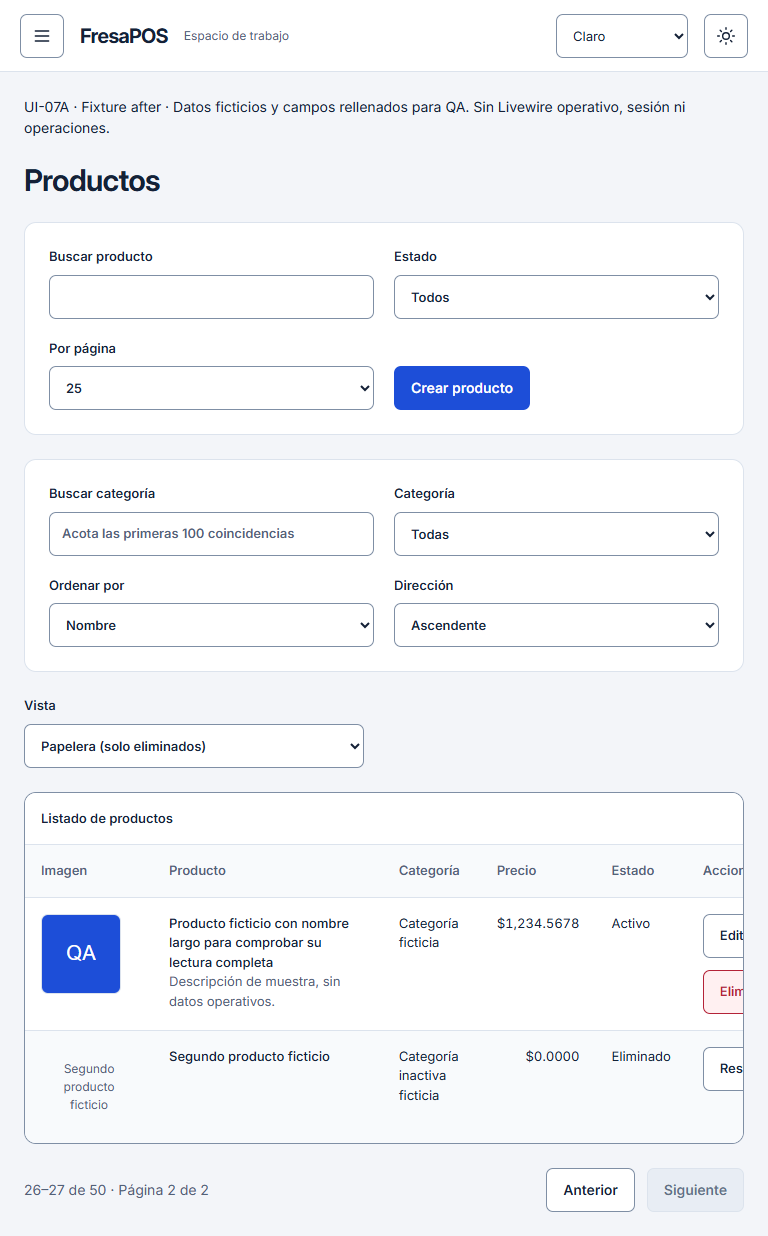 FresaPOS Espacio de trabajo Claro
UI-07A · Fixture after · Datos ficticios y campos rellenados para QA. Sin Livewire operativo, sesión ni
operaciones.
Productos
Buscar producto Estado
Todos
Por página
25 Crear producto
Buscar categoría Categoría
Acota las primeras 100 coincidencias Todas
Ordenar por Dirección
Nombre Ascendente
Vista
Papelera (solo eliminados)
Listado de productos
Imagen Producto Categoría Precio Estado Accion
QA
Producto ficticio con nombre
largo para comprobar su
lectura completa
Descripción de muestra, sin
datos operativos.
Categoría
ficticia
$1,234.5678
Activo
Edit
Elim
Segundo
producto
ficticio
Segundo producto ficticio
Categoría
inactiva
ficticia
$0.0000
Eliminado
Res
26–27 de 50 · Página 2 de 2 Anterior Siguiente